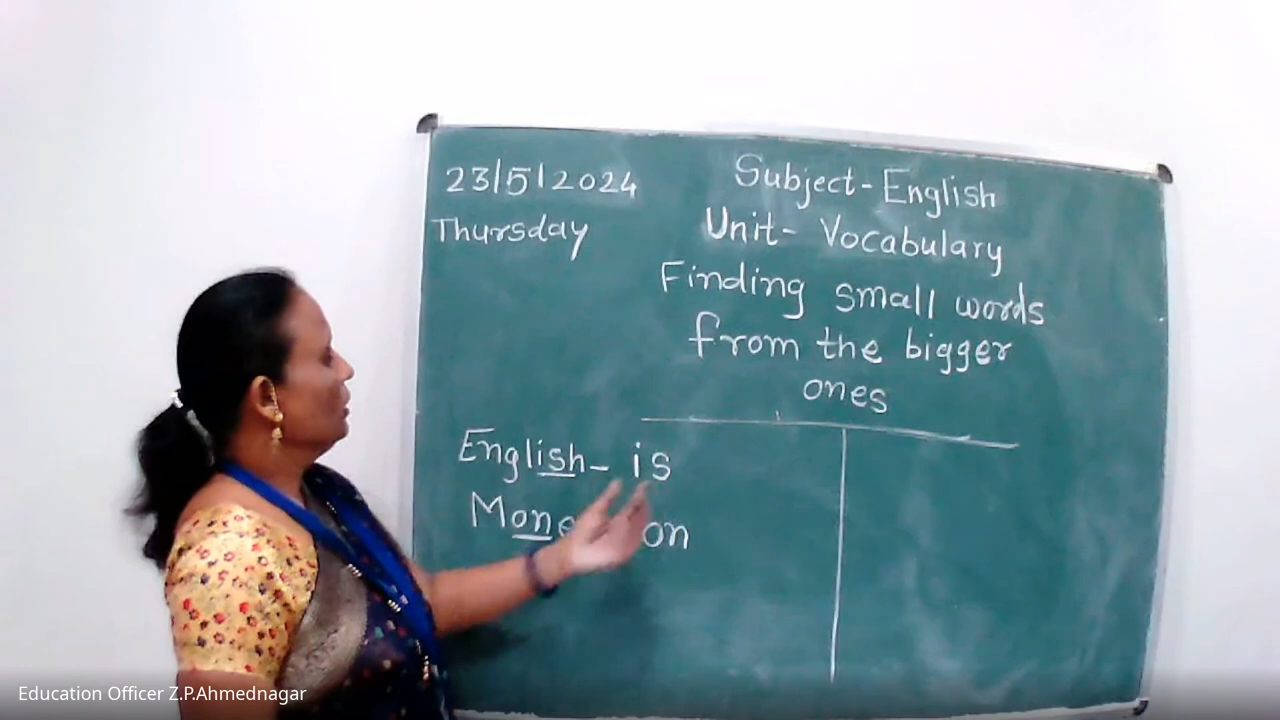 23/5/2024
Thursday
Subject-English
Unit- Vocabulary
Finding small words
from the bigger
ones
English- is
on
Education Officer Z.P.Ahmednagar